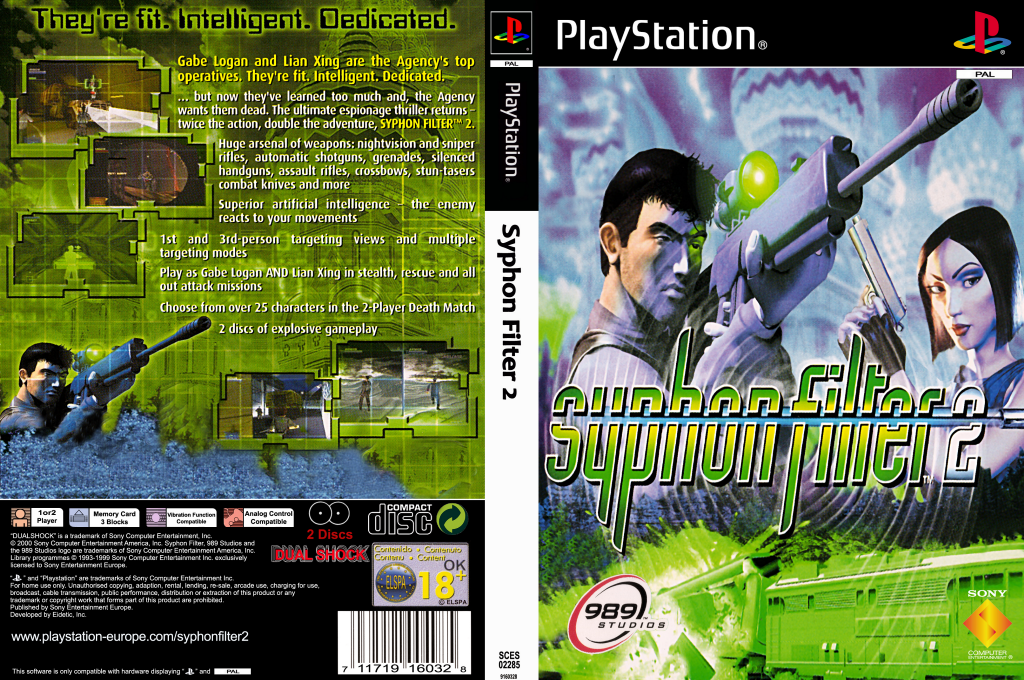 They're fit. Intelligent. Dedicated.
Gabe Logan and Lian Xing are the Agency's top
operatives. They're fit. Intelligent. Dedicated.
... but now they've learned too much and, the Agency
wants them dead. The ultimate espionage thriller returns -
twice the action, double the adventure, SYPHON FILTER™ 2.
Huge arsenal of weapons: nightvision and sniper
rifles, automatic shotguns, grenades, silenced
handguns, assault rifles, crossbows, stun-tasers
combat knives and more
Superior artificial intelligence - the enemy
reacts to your movements
1st and 3rd-person targeting views and multiple
targeting modes
Play as Gabe Logan AND Lian Xing in stealth, rescue and all
out attack missions
Choose from over 25 characters in the 2-Player Death Match
2 discs of explosive gameplay
1or2
Player
Memory Card
3 Blocks
Vibration Function
Compatible
Analog Control
Compatible
2 Discs
DUAL SHOCK
COMPACT
disc
"DUALSHOCK" is a trademark of Sony Computer Entertainment, Inc.
© 2000 Sony Computer Entertainment America, Inc. Syphon Filter, 989 Studios and
the 989 Studios logo are trademarks of Sony Computer Entertainment America, Inc.
Library programmes © 1993-1999 Sony Computer Entertainment Inc. exclusively
licensed to Sony Entertainment Europe.
" " and "Playstation" are trademarks of Sony Computer Entertainment Inc.
For home use only. Unauthorised copying, adaption, rental, lending, re-sale, arcade use, charging for use,
broadcast, cable transmission, public performance, distribution or extraction of this product or any
trademark or copyright work that forms part of this product are prohibited.
Published by Sony Entertainment Europe.
Developed by Eidetic, Inc.
Contenido • Contenuto
Contenu • Content
ELSPA
OK
18+
© ELSPA
www.playstation-europe.com/syphonfilter2
7 11719 16032 8
This software is only compatible with hardware displaying " " and PAL
PAL
PlayStation®
Syphon Filter 2
SCES
02285
9160328
PlayStation®
PAL
syphon filter 2
TM
989™
STUDIOS
SONY
COMPUTER
ENTERTAINMENT®